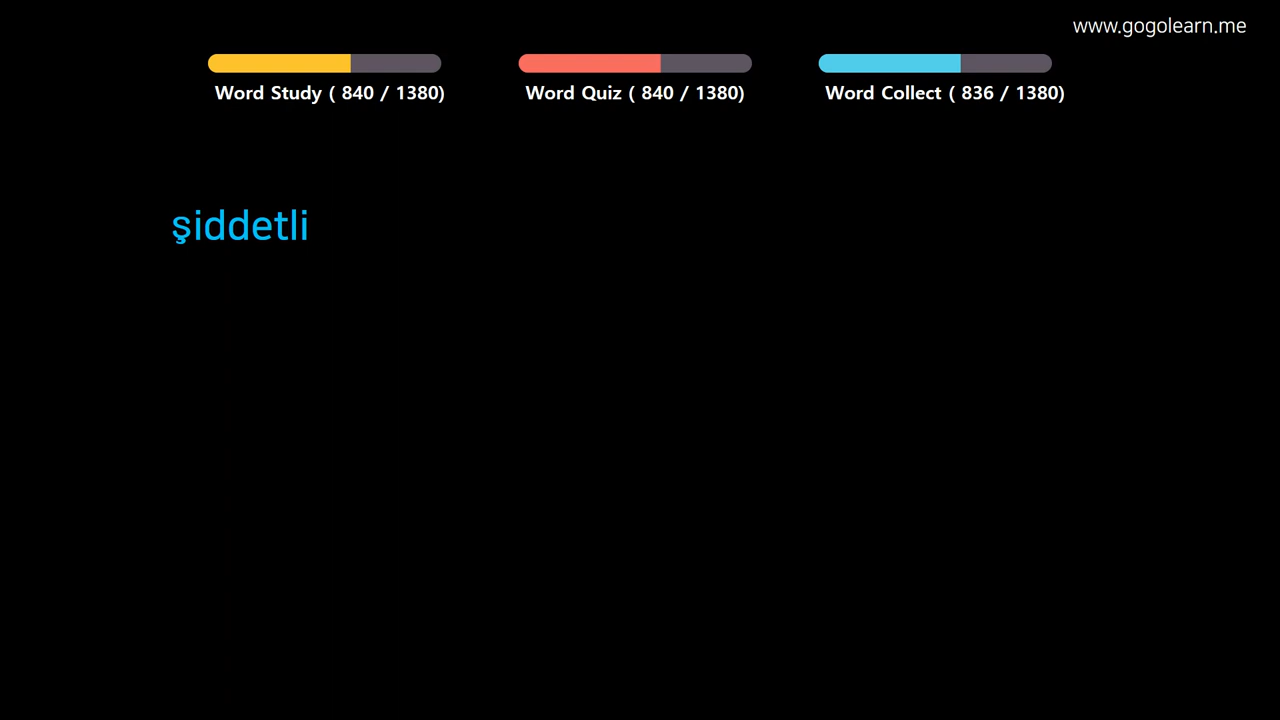 www.gogolearn.me
Word Study ( 840 / 1380)
Word Quiz ( 840 / 1380)
Word Collect ( 836 / 1380)
şiddetli